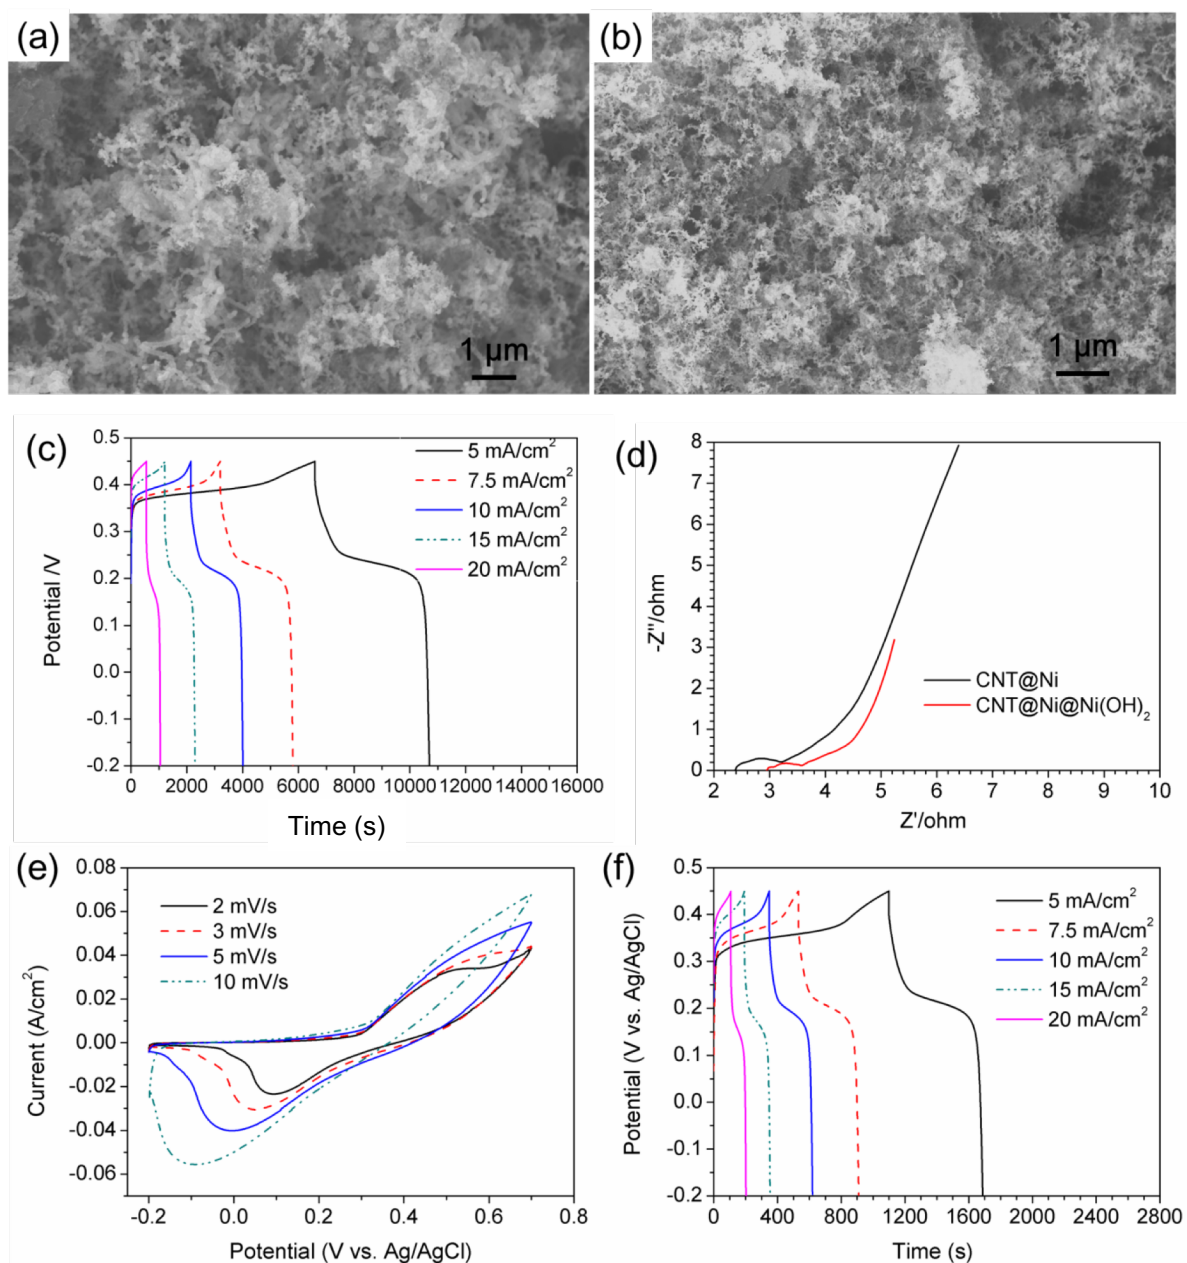 (a)
1 μm
(b)
1 μm
(c)
0.5
0.4
0.3
0.2
0.1
0.0
-0.1
-0.2
Potential /V
5 mA/cm²
7.5 mA/cm²
10 mA/cm²
15 mA/cm²
20 mA/cm²
0 2000 4000 6000 8000 10000 12000 14000 16000
Time (s)
(d)
8
7
6
5
4
3
2
1
0
-Z"/ohm
CNT@Ni
CNT@Ni@Ni(OH)₂
2 3 4 5 6 7 8 9 10
Z'/ohm
(e)
0.08
0.06
0.04
0.02
0.00
-0.02
-0.04
-0.06
Current (A/cm²)
2 mV/s
3 mV/s
5 mV/s
10 mV/s
-0.2 0.0 0.2 0.4 0.6 0.8
Potential (V vs. Ag/AgCl)
(f)
0.5
0.4
0.3
0.2
0.1
0.0
-0.1
-0.2
Potential (V vs. Ag/AgCl)
5 mA/cm²
7.5 mA/cm²
10 mA/cm²
15 mA/cm²
20 mA/cm²
0 400 800 1200 1600 2000 2400 2800
Time (s)